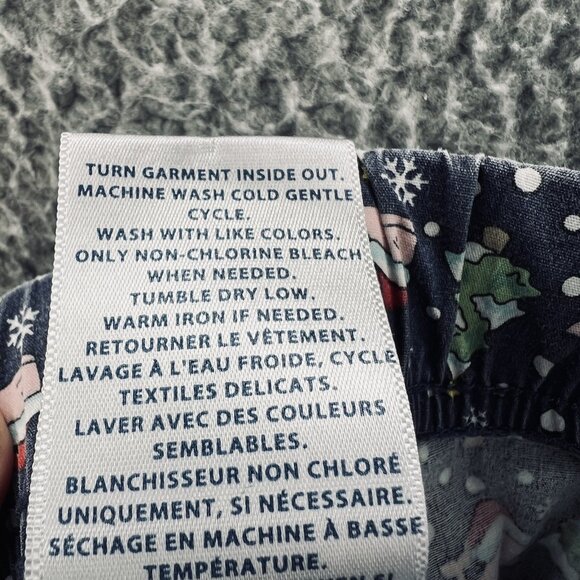 TURN GARMENT INSIDE OUT.
MACHINE WASH COLD GENTLE
CYCLE.
WASH WITH LIKE COLORS.
ONLY NON-CHLORINE BLEACH
WHEN NEEDED.
TUMBLE DRY LOW.
WARM IRON IF NEEDED.
RETOURNER LE VÊTEMENT.
LAVAGE À L'EAU FROIDE, CYCLE
TEXTILES DELICATS.
LAVER AVEC DES COULEURS
SEMBLABLES.
BLANCHISSEUR NON CHLORÉ
UNIQUEMENT, SI NÉCESSAIRE.
SÉCHAGE EN MACHINE À BASSE
TEMPÉRATURE.